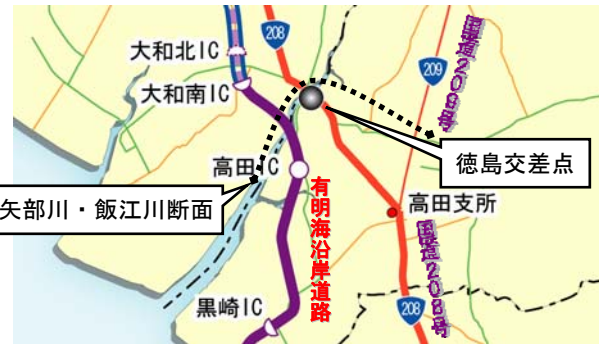 大和北IC
208
大和南IC
209
国道209号
徳島交差点
高田IC
矢部川・飯江川断面
有明海沿岸道路
高田支所
国道208号
黒崎IC
208